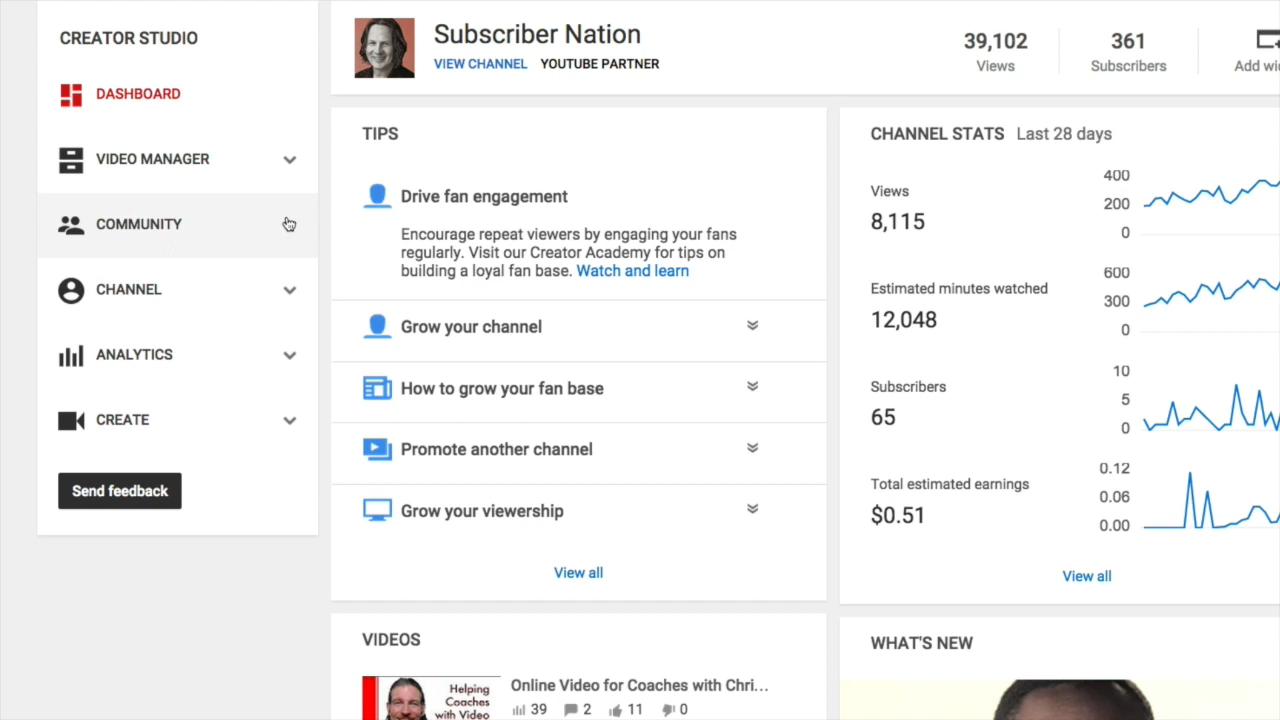 CREATOR STUDIO
DASHBOARD
VIDEO MANAGER
COMMUNITY
CHANNEL
ANALYTICS
CREATE
Send feedback
Subscriber Nation
VIEW CHANNEL YOUTUBE PARTNER
39,102
Views
361
Subscribers
Add
TIPS
Drive fan engagement
Encourage repeat viewers by engaging your fans
regularly. Visit our Creator Academy for tips on
building a loyal fan base. Watch and learn
Grow your channel
How to grow your fan base
Promote another channel
Grow your viewership
View all
CHANNEL STATS Last 28 days
Views
8,115
400
200
0
Estimated minutes watched
12,048
600
300
0
Subscribers
65
10
5
0
Total estimated earnings
$0.51
0.12
0.06
0.00
View all
VIDEOS
Helping
Coaches
with Video
Online Video for Coaches with Chri...
39 2 11 0
WHAT'S NEW